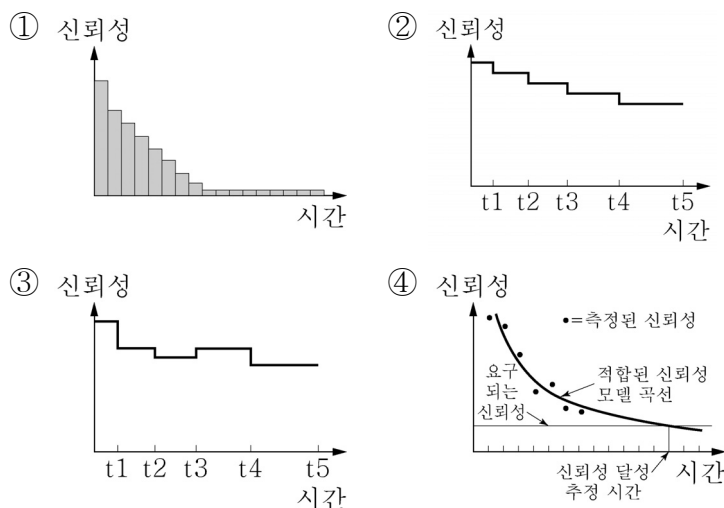 ① 신뢰성
시간
② 신뢰성
t1 t2 t3 t4 t5
시간
③ 신뢰성
t1 t2 t3 t4 t5
시간
④ 신뢰성
•=측정된 신뢰성
요구
되는
신뢰성
적합된 신뢰성
모델 곡선
신뢰성 달성
추정 시간
시간